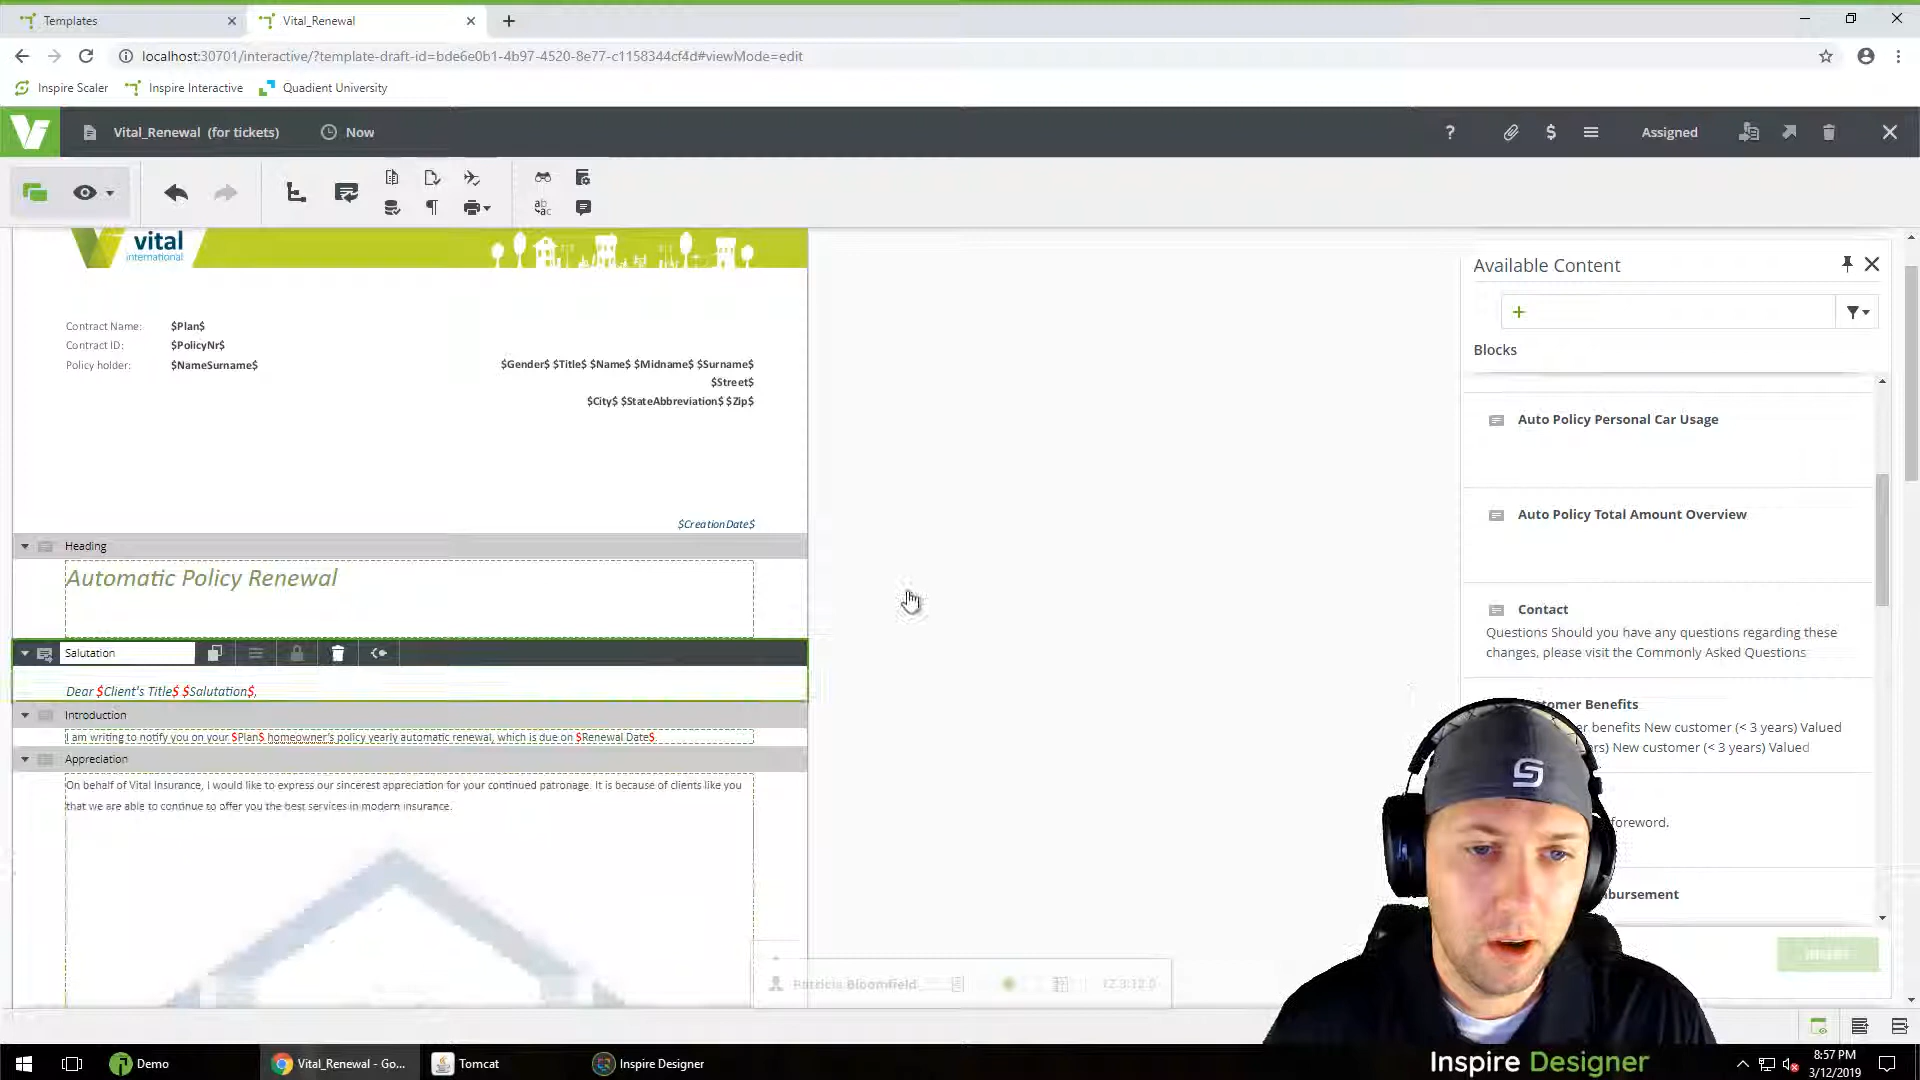 Templates
Vital_Renewal
localhost:30701/interactive/?template-draft-id=bde6e0b1-4b97-4520-8e77-c1158344cf4d#viewMode=edit
Inspire Scaler
Inspire Interactive
Quadient University
Vital_Renewal (for tickets)
Now
Assigned
vital
international
Contract Name: $Plan$
Contract ID: $PolicyNr$
Policy holder: $NameSurname$
$Gender$ $Title$ $Name$ $Midname$ $Surname$
$Street$
$City$ $StateAbbreviation$ $Zip$
$CreationDate$
Heading
Automatic Policy Renewal
Salutation
Dear $Client's Title$ $Salutation$,
Introduction
I am writing to notify you on your $Plan$ homeowner's policy yearly automatic renewal, which is due on $Renewal Date$.
Appreciation
On behalf of Vital Insurance, I would like to express our sincerest appreciation for your continued patronage. It is because of clients like you
that we are able to continue to offer you the best services in modern insurance.
Available Content
Blocks
Auto Policy Personal Car Usage
Auto Policy Total Amount Overview
Contact
Questions Should you have any questions regarding these
changes, please visit the Commonly Asked Questions
Benefits
benefits New customer (< 3 years) Valued
New customer (< 3 years) Valued
foreword.
Patricia Bloomfield
12.3.12.0
Demo
Vital_Renewal - Go...
Tomcat
Inspire Designer
Inspire Designer
8:57 PM
3/12/2019